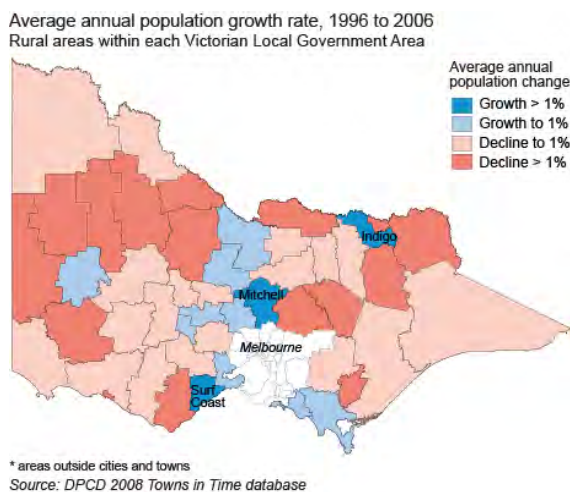 Average annual population growth rate, 1996 to 2006
Rural areas within each Victorian Local Government Area
Average annual
population change
Growth > 1%
Growth to 1%
Decline to 1%
Decline > 1%
Indigo
Mitchell
Melbourne
Surf
Coast
* areas outside cities and towns
Source: DPCD 2008 Towns in Time database